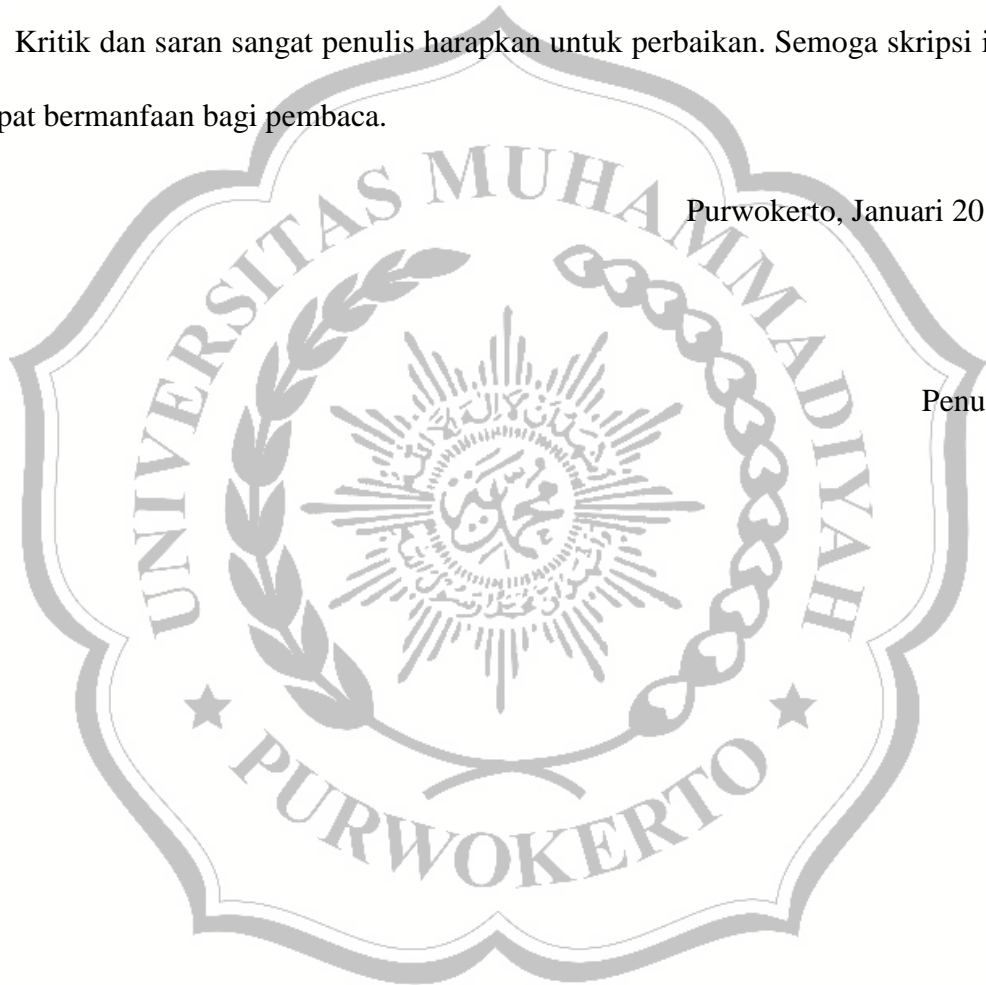 Kritik dan saran sangat penulis harapkan untuk perbaikan. Semoga skripsi i
pat bermanfaan bagi pembaca.
Purwokerto, Januari 20
Penu
UNIVERSITAS MUHAMMADIYAH
PURWOKERTO